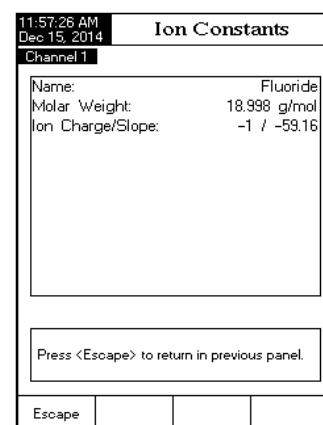 11:57:26 AM
Dec 15, 2014
Ion Constants
Channel 1
Name: Fluoride
Molar Weight: 18.998 g/mol
Ion Charge/Slope: -1 / -59.16
Press <Escape> to return in previous panel.
Escape